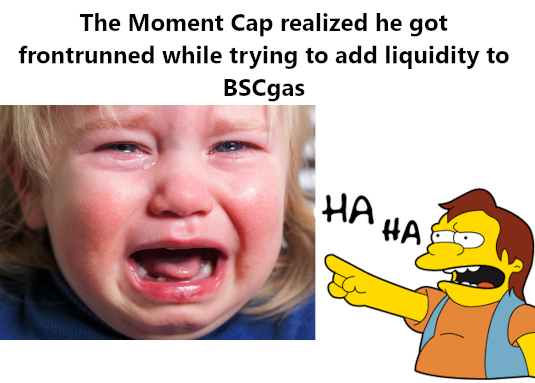 The Moment Cap realized he got
frontrunned while trying to add liquidity to
BSCgas
HA
HA